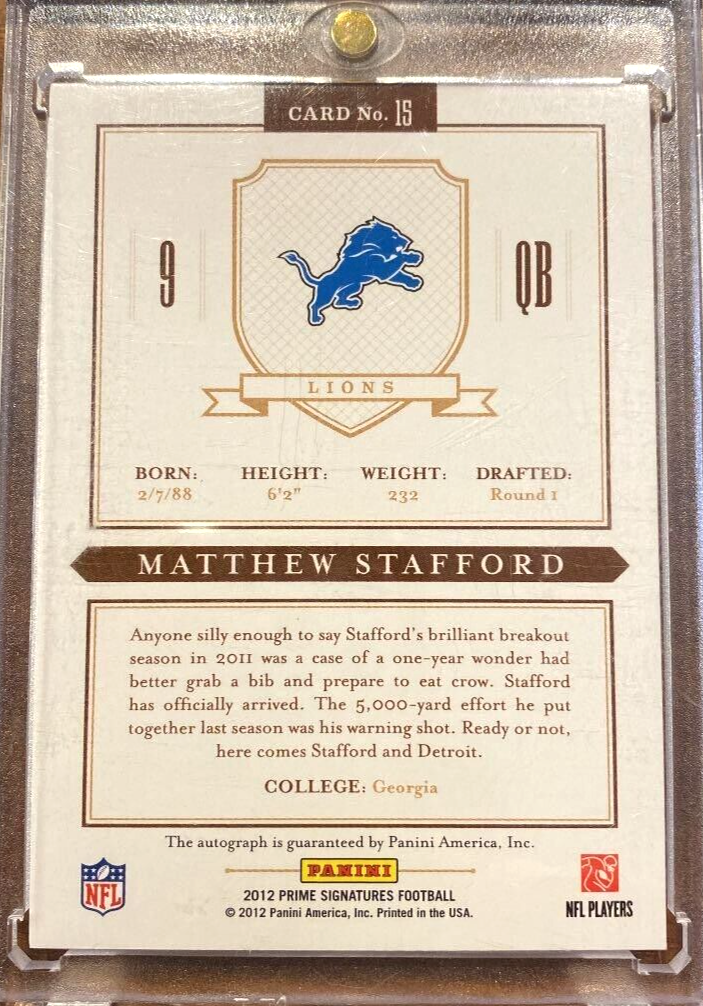 CARD No. 15
9
QB
LIONS
BORN: HEIGHT: WEIGHT: DRAFTED:
2/7/88 6'2" 232 Round 1
MATTHEW STAFFORD
Anyone silly enough to say Stafford's brilliant breakout
season in 2011 was a case of a one-year wonder had
better grab a bib and prepare to eat crow. Stafford
has officially arrived. The 5,000-yard effort he put
together last season was his warning shot. Ready or not,
here comes Stafford and Detroit.
COLLEGE: Georgia
The autograph is guaranteed by Panini America, Inc.
PANINI
NFL
2012 PRIME SIGNATURES FOOTBALL
© 2012 Panini America, Inc. Printed in the USA.
NFL PLAYERS